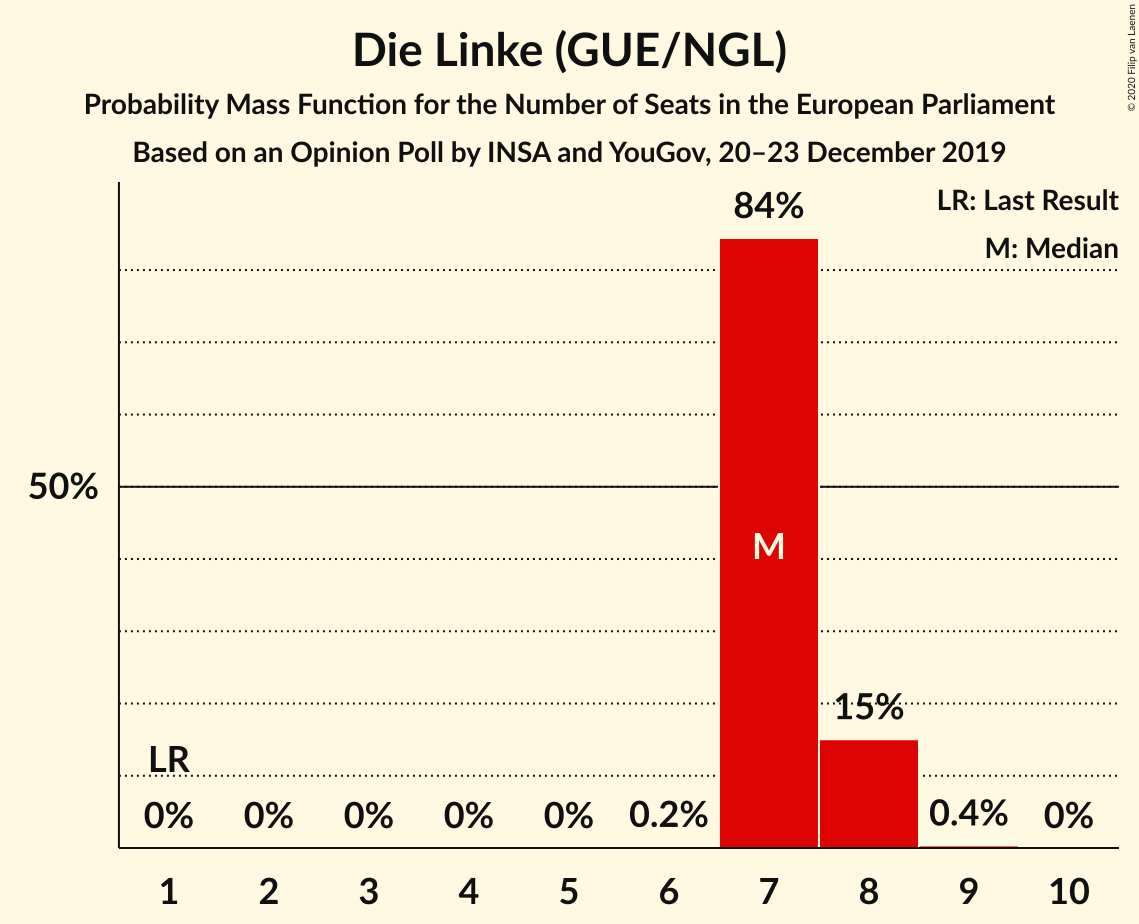 Die Linke (GUE/NGL)
Probability Mass Function for the Number of Seats in the European Parliament
Based on an Opinion Poll by INSA and YouGov, 20–23 December 2019
© 2020 Filip van Laenen
LR: Last Result
M: Median
84%
50%
M
15%
LR
0% 0% 0% 0% 0% 0.2% 0.4% 0%
1 2 3 4 5 6 7 8 9 10